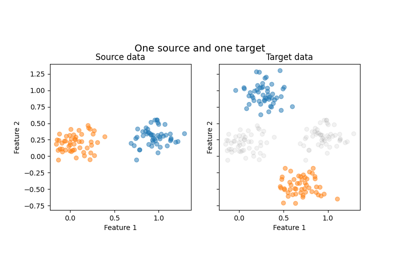 One source and one target
Source data
Target data
1.25
1.00
0.75
0.50
0.25
0.00
−0.25
−0.50
−0.75
Feature 2
0.0
0.5
1.0
Feature 1
Feature 2
0.0
0.5
1.0
Feature 1